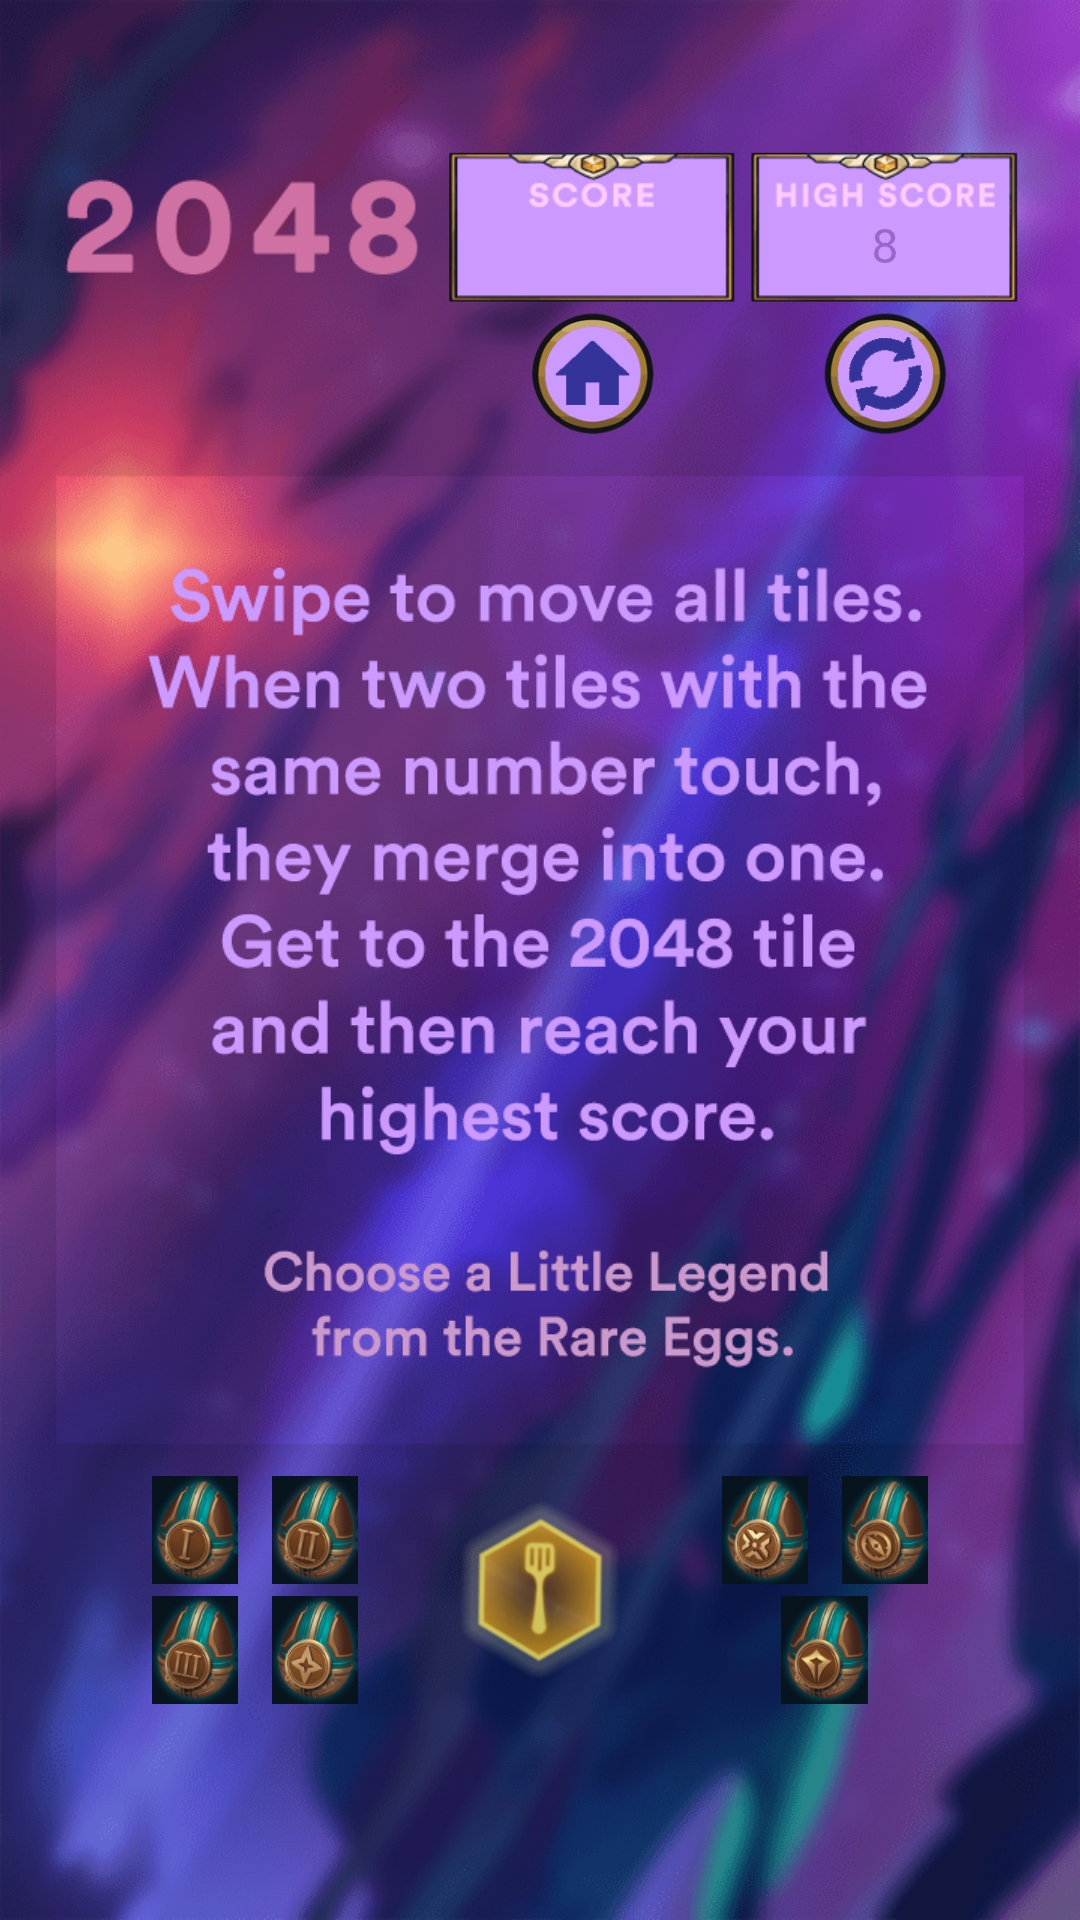 2048
SCORE
HIGH SCORE
8
Swipe to move all tiles.
When two tiles with the
same number touch,
they merge into one.
Get to the 2048 tile
and then reach your
highest score.
Choose a Little Legend
from the Rare Eggs.
I
II
III